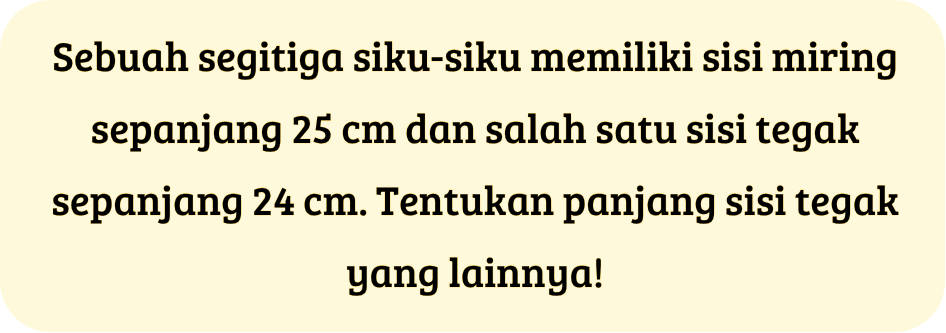 Sebuah segitiga siku-siku memiliki sisi miring
sepanjang 25 cm dan salah satu sisi tegak
sepanjang 24 cm. Tentukan panjang sisi tegak
yang lainnya!